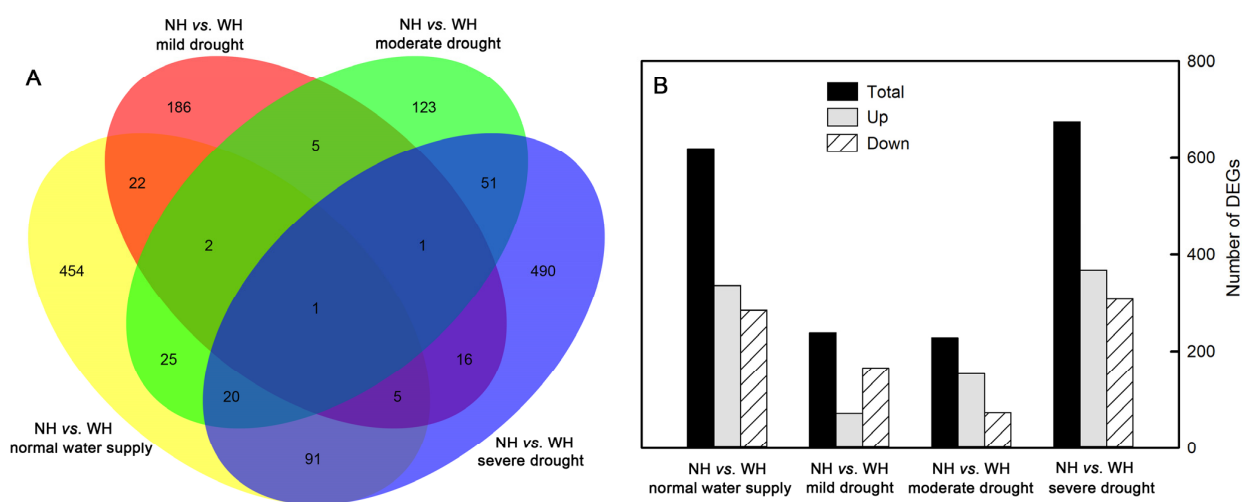 A
NH vs. WH
mild drought
NH vs. WH
moderate drought
186
123
5
22
51
2
1
454
490
1
25
16
20
5
91
NH vs. WH
normal water supply
NH vs. WH
severe drought
B
Total
Up
Down
800
600
400
200
0
Number of DEGs
NH vs. WH
normal water supply
NH vs. WH
mild drought
NH vs. WH
moderate drought
NH vs. WH
severe drought